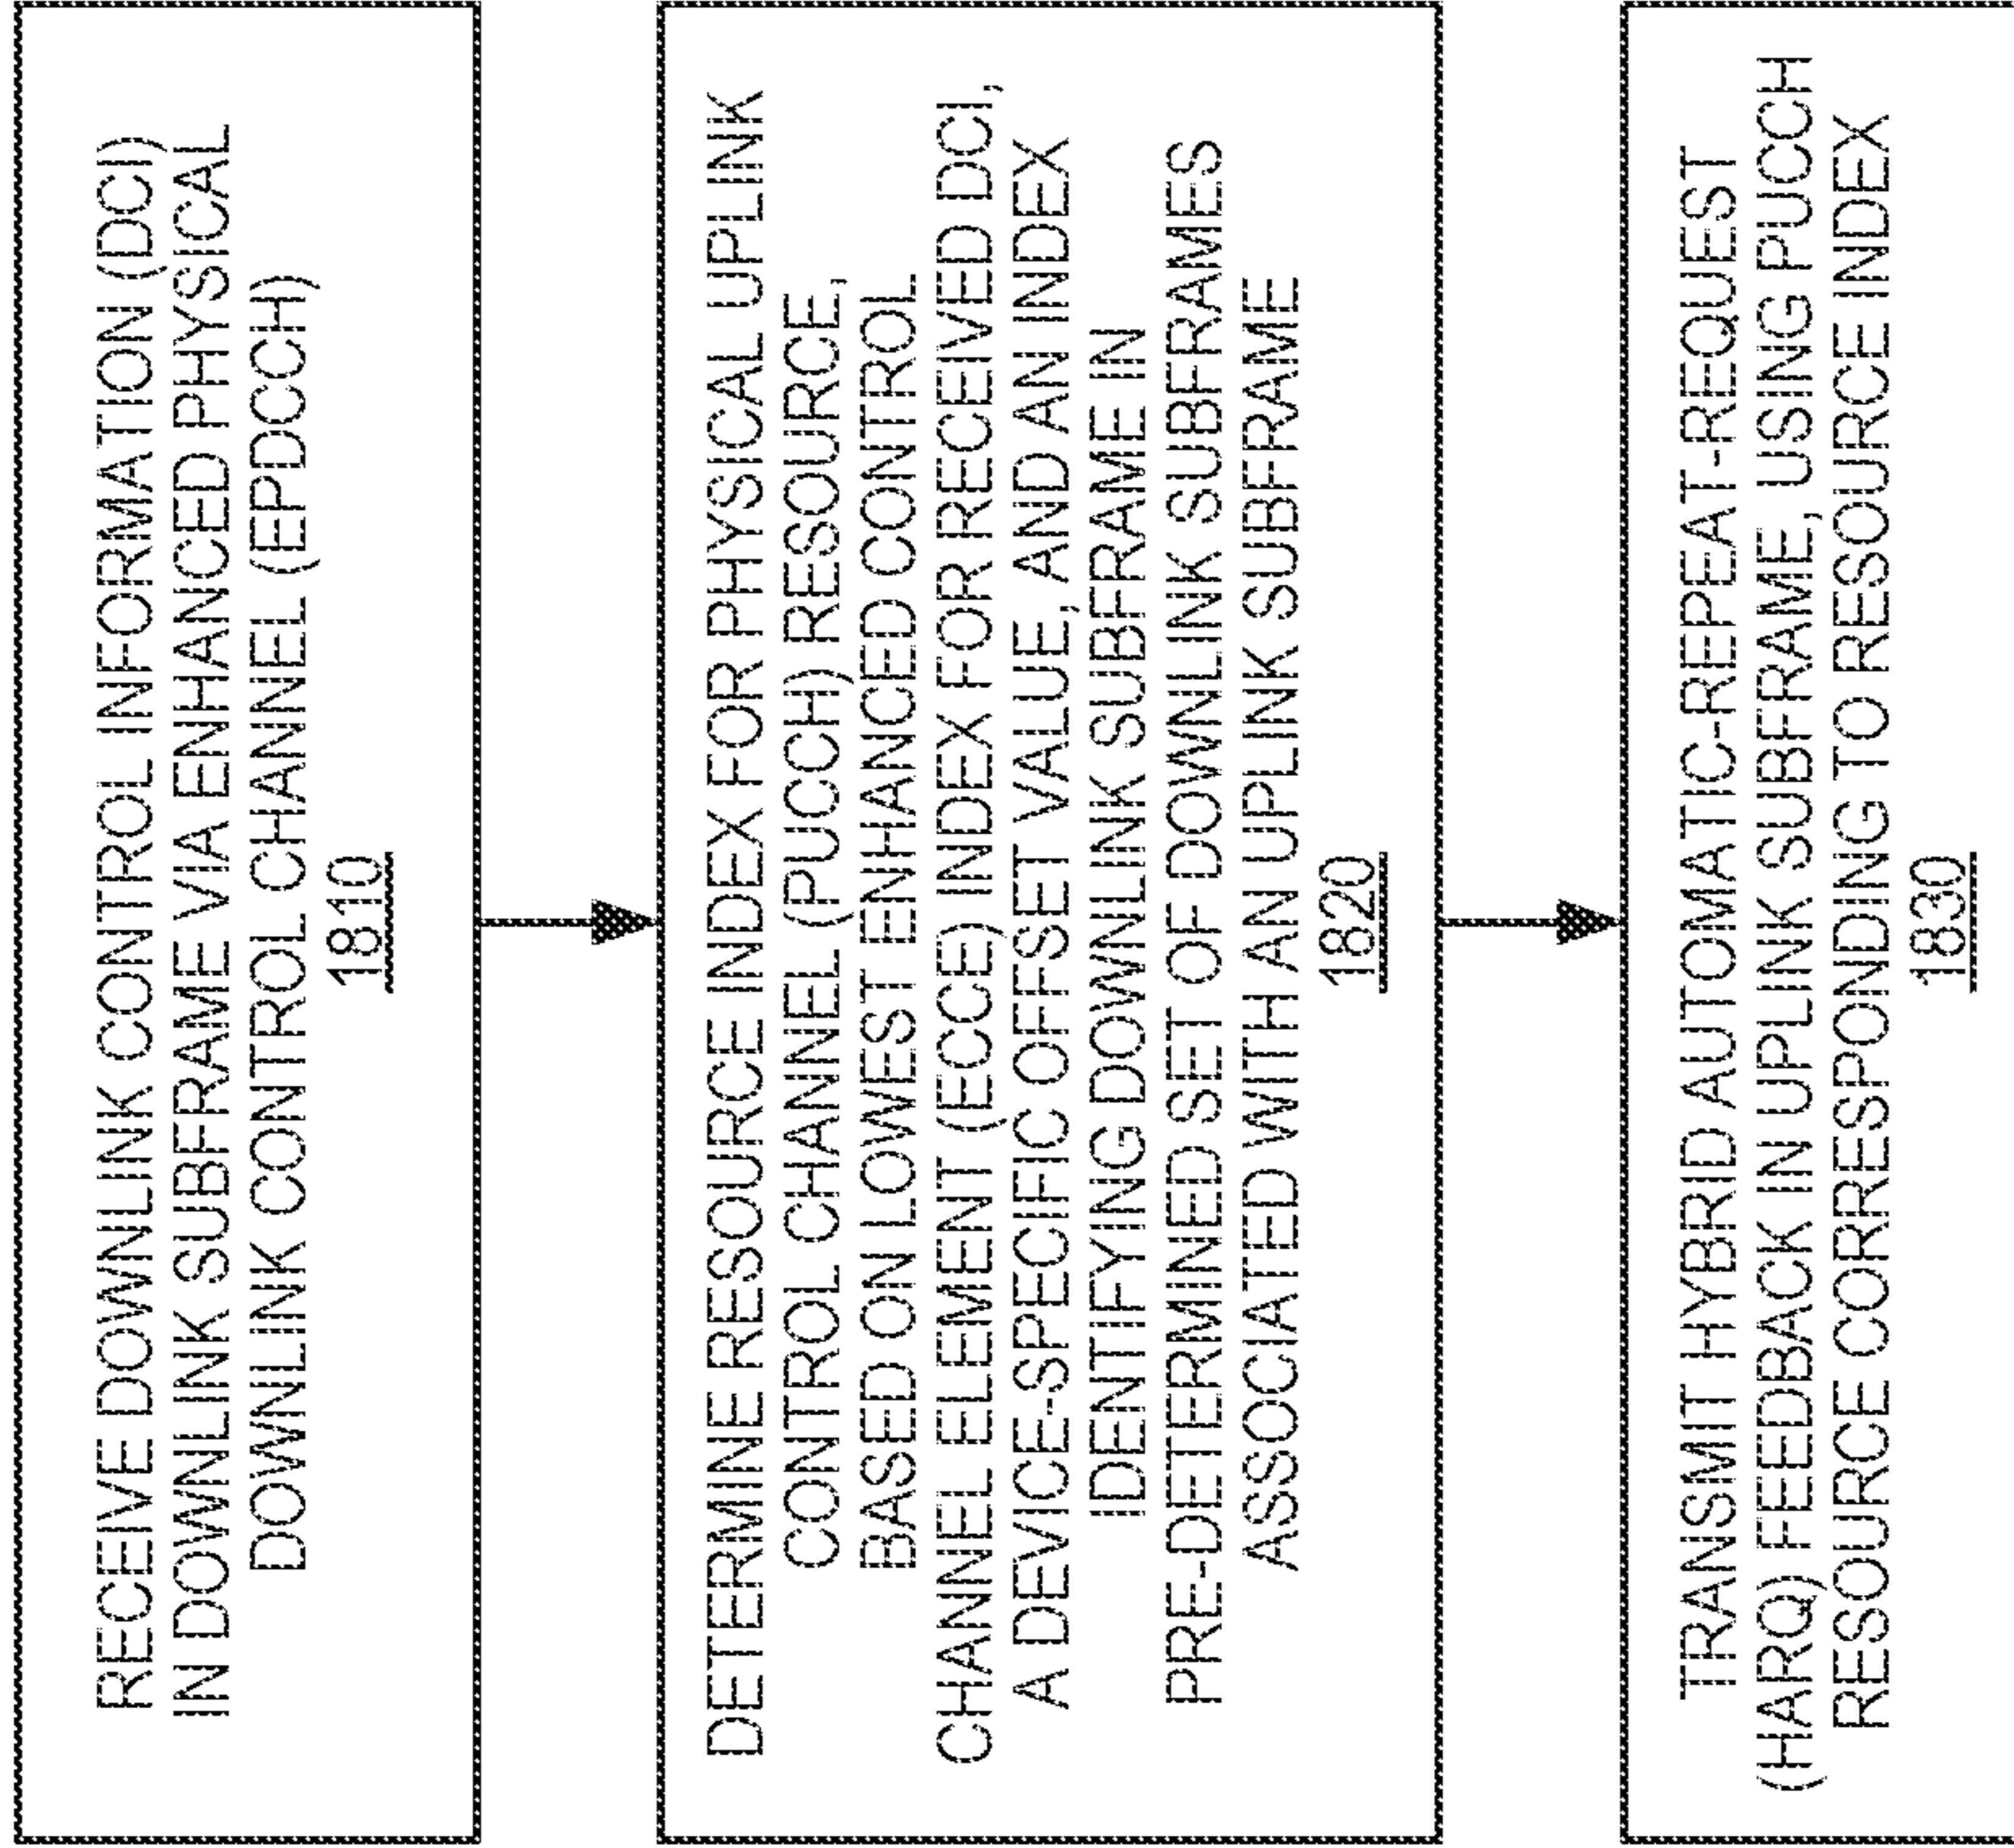 RECEIVE DOWNLINK CONTROL INFORMATION (DCI)
IN DOWNLINK SUBFRAME VIA ENHANCED PHYSICAL
DOWNLINK CONTROL CHANNEL (EPDCCH)
1810
DETERMINE RESOURCE INDEX FOR PHYSICAL UPLINK
CONTROL CHANNEL (PUCCH) RESOURCE,
BASED ON LOWEST ENHANCED CONTROL
CHANNEL ELEMENT (ECCE) INDEX FOR RECEIVED DCI,
A DEVICE-SPECIFIC OFFSET VALUE, AND AN INDEX
IDENTIFYING DOWNLINK SUBFRAME IN
PRE-DETERMINED SET OF DOWNLINK SUBFRAMES
ASSOCIATED WITH AN UPLINK SUBFRAME
1820
TRANSMIT HYBRID AUTOMATIC-REPEAT-REQUEST
(HARQ) FEEDBACK IN UPLINK SUBFRAME, USING PUCCH
RESOURCE CORRESPONDING TO RESOURCE INDEX
1830